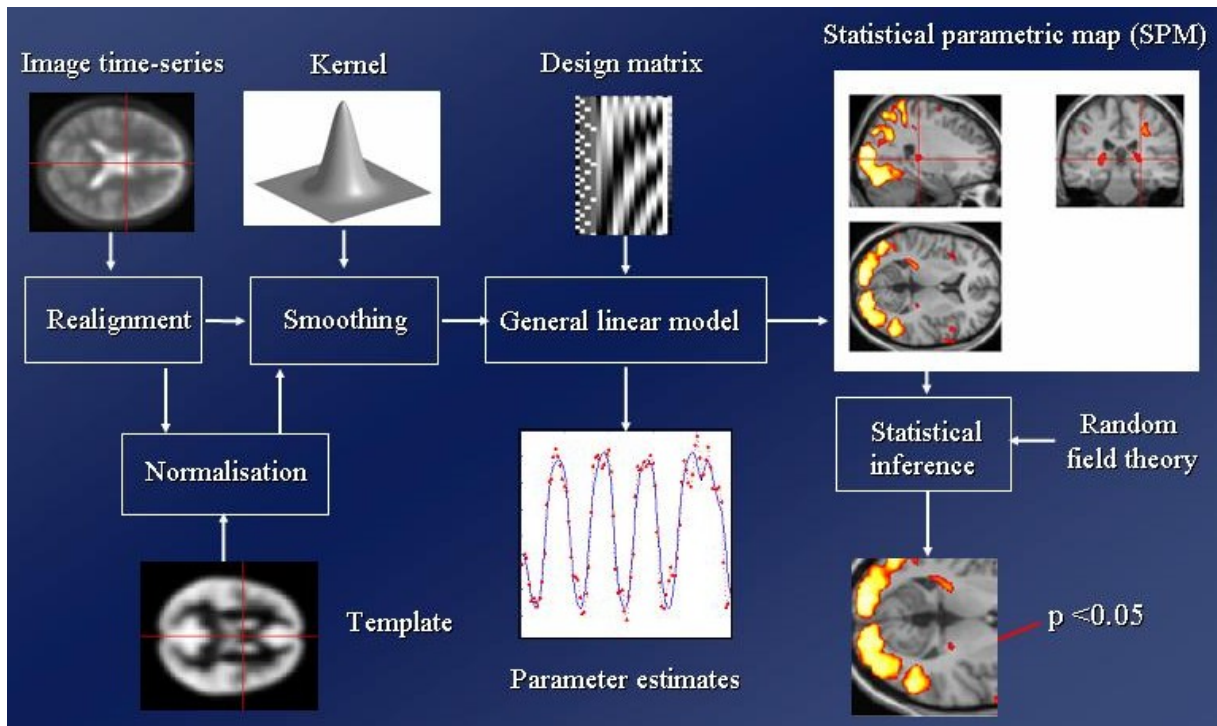 Image time-series
Kernel
Design matrix
Statistical parametric map (SPM)
Realignment
Smoothing
General linear model
Normalisation
Statistical
inference
Random
field theory
Template
Parameter estimates
p <0.05